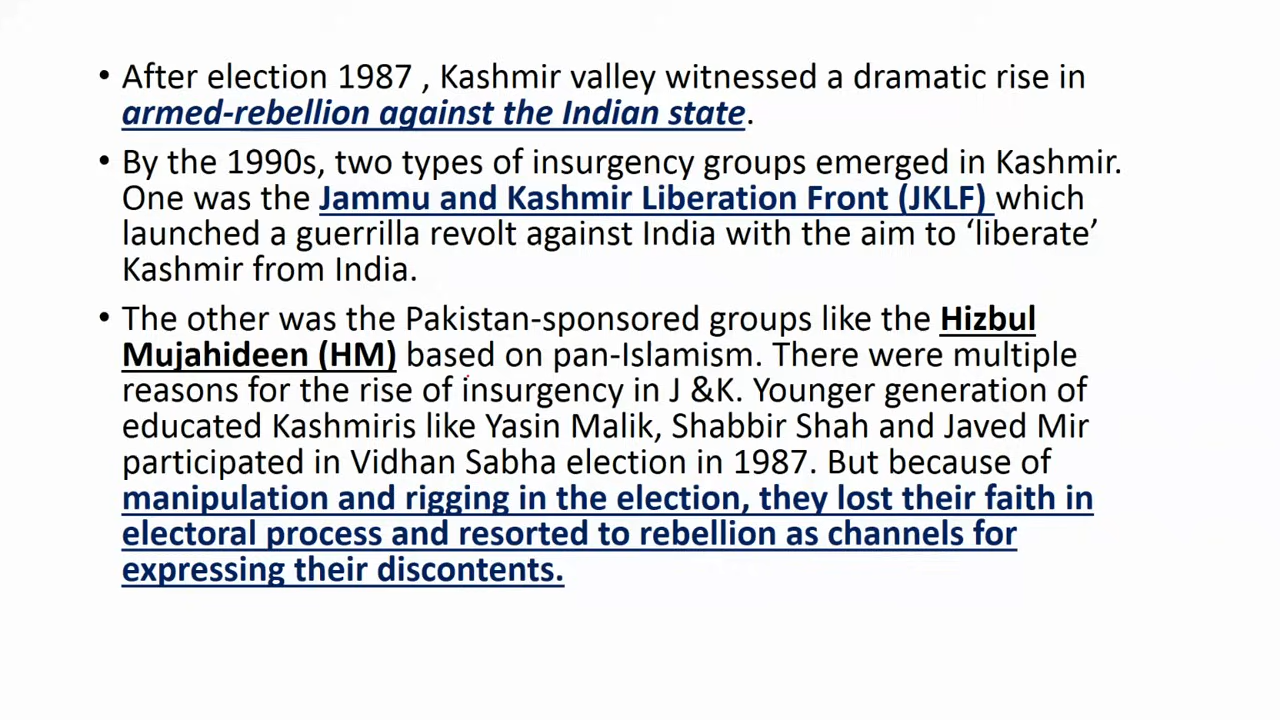 • After election 1987 , Kashmir valley witnessed a dramatic rise in
armed-rebellion against the Indian state.
• By the 1990s, two types of insurgency groups emerged in Kashmir.
One was the Jammu and Kashmir Liberation Front (JKLF) which
launched a guerrilla revolt against India with the aim to ‘liberate’
Kashmir from India.
• The other was the Pakistan-sponsored groups like the Hizbul
Mujahideen (HM) based on pan-Islamism. There were multiple
reasons for the rise of insurgency in J &K. Younger generation of
educated Kashmiris like Yasin Malik, Shabbir Shah and Javed Mir
participated in Vidhan Sabha election in 1987. But because of
manipulation and rigging in the election, they lost their faith in
electoral process and resorted to rebellion as channels for
expressing their discontents.